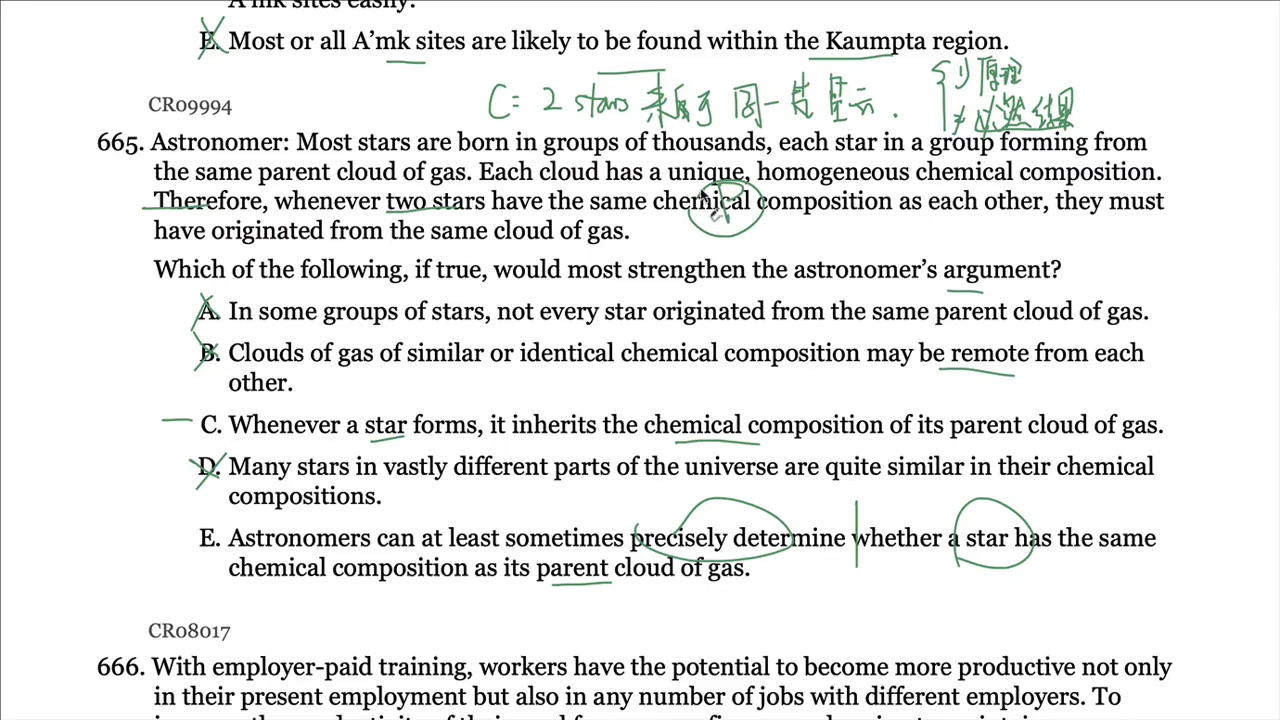 A'mk sites easily.
E. Most or all A'mk sites are likely to be found within the Kaumpta region.
C: 2 stars 来自于 同一
1) 原理
CR09994
665. Astronomer: Most stars are born in groups of thousands, each star in a group forming from
the same parent cloud of gas. Each cloud has a unique, homogeneous chemical composition.
Therefore, whenever two stars have the same chemical composition as each other, they must
have originated from the same cloud of gas.
Which of the following, if true, would most strengthen the astronomer's argument?
A. In some groups of stars, not every star originated from the same parent cloud of gas.
B. Clouds of gas of similar or identical chemical composition may be remote from each
other.
C. Whenever a star forms, it inherits the chemical composition of its parent cloud of gas.
D. Many stars in vastly different parts of the universe are quite similar in their chemical
compositions.
E. Astronomers can at least sometimes precisely determine whether a star has the same
chemical composition as its parent cloud of gas.
CR08017
666. With employer-paid training, workers have the potential to become more productive not only
in their present employment but also in any number of jobs with different employers. To